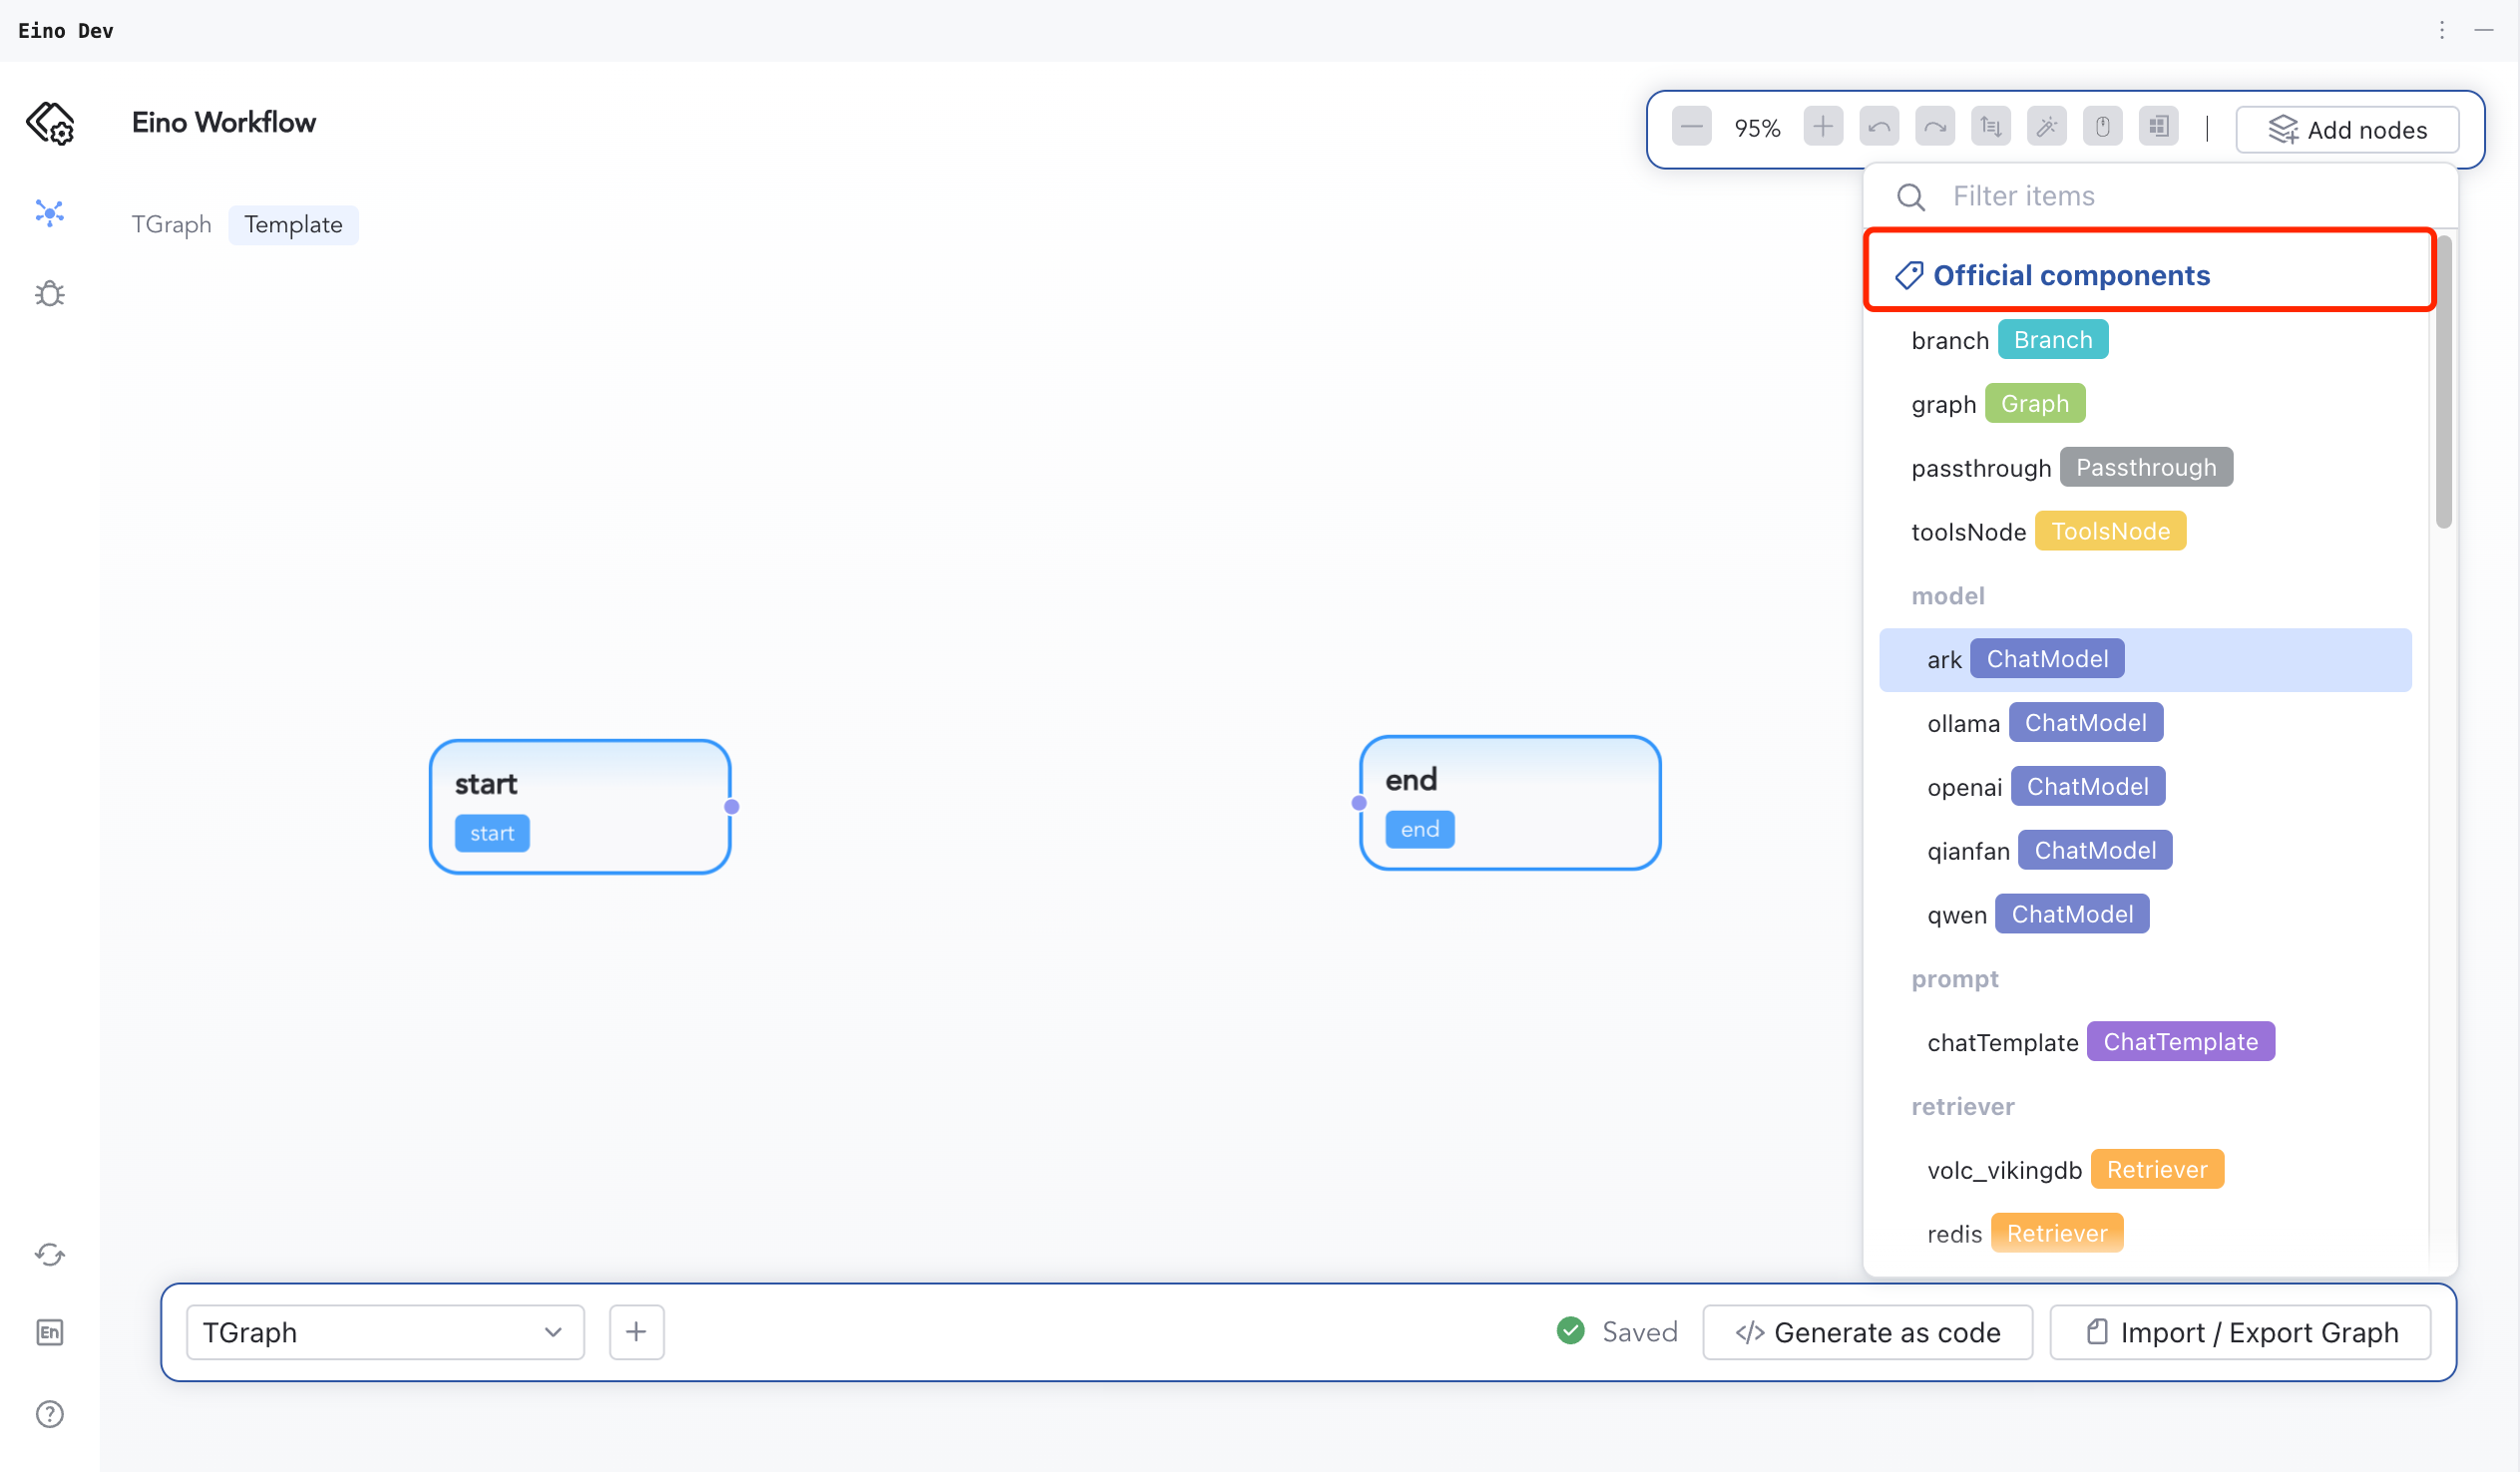 Eino Dev
Eino Workflow
95%
Add nodes
TGraph Template
Filter items
Official components
branch Branch
graph Graph
passthrough Passthrough
toolsNode ToolsNode
model
ark ChatModel
ollama ChatModel
openai ChatModel
qianfan ChatModel
qwen ChatModel
prompt
chatTemplate ChatTemplate
retriever
volc_vikingdb Retriever
redis Retriever
start
start
end
end
En
TGraph
Saved
</> Generate as code
Import / Export Graph